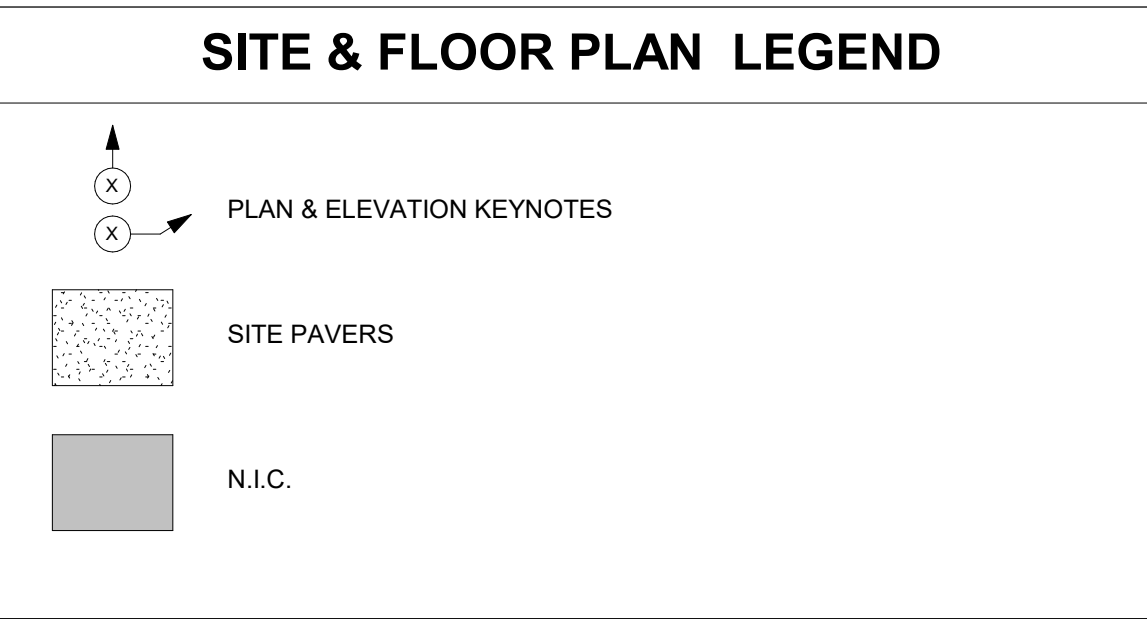 SITE & FLOOR PLAN LEGEND
X
X
PLAN & ELEVATION KEYNOTES
SITE PAVERS
N.I.C.